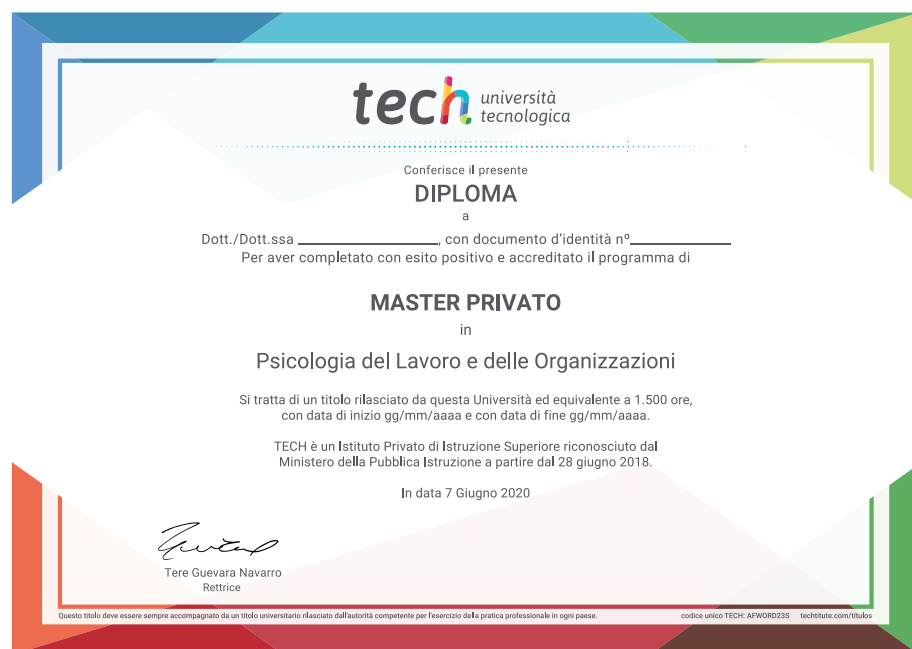 tech università
tecnologica
Conferisce il presente
DIPLOMA
a
Dott./Dott.ssa ____________________, con documento d'identità nº______________
Per aver completato con esito positivo e accreditato il programma di
MASTER PRIVATO
in
Psicologia del Lavoro e delle Organizzazioni
Si tratta di un titolo rilasciato da questa Università ed equivalente a 1.500 ore,
con data di inizio gg/mm/aaaa e con data di fine gg/mm/aaaa.
TECH è un Istituto Privato di Istruzione Superiore riconosciuto dal
Ministero della Pubblica Istruzione a partire dal 28 giugno 2018.
In data 7 Giugno 2020
Tere Guevara Navarro
Rettrice
Questo titolo deve essere sempre accompagnato da un titolo universitario rilasciato dall'autorità competente per l'esercizio della pratica professionale in ogni paese. codice unico TECH: AFWORD23S techtitute.com/titulos